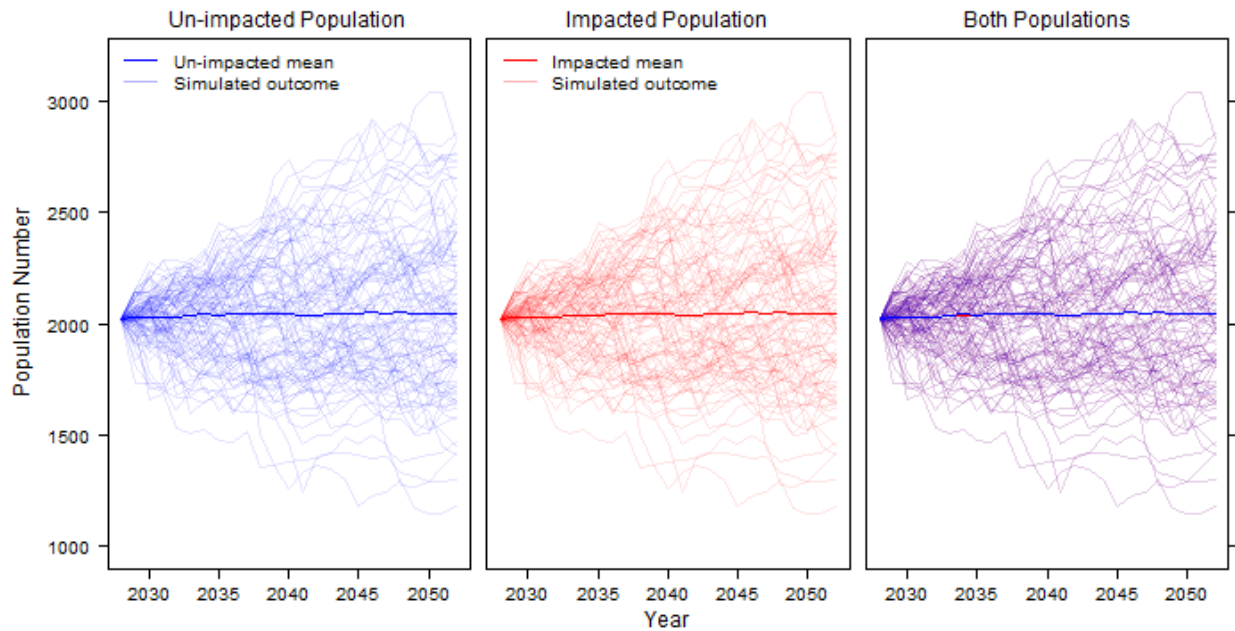 Un-impacted Population
Impacted Population
Both Populations
Un-impacted mean
Simulated outcome
Impacted mean
Simulated outcome
Population Number
3000
2500
2000
1500
1000
2030 2035 2040 2045 2050
2030 2035 2040 2045 2050
2030 2035 2040 2045 2050
Year